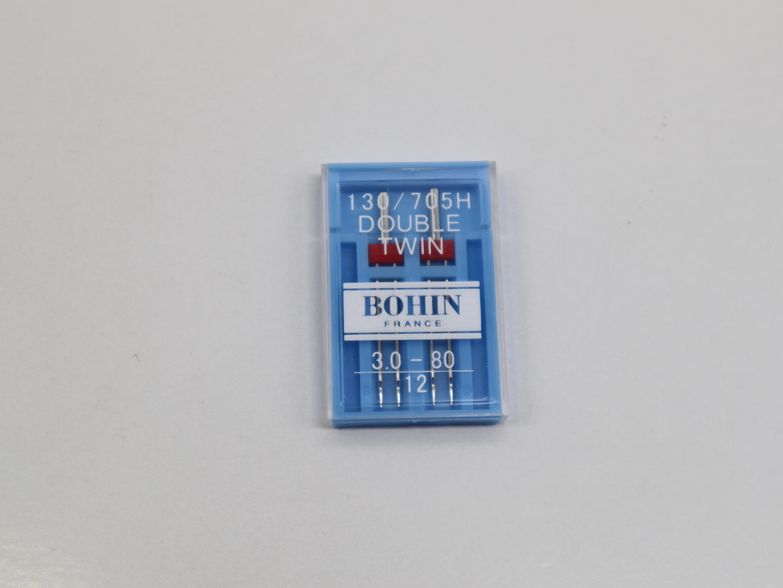 130/705H
DOUBLE
TWIN
BOHIN
FRANCE
3.0 - 80
12